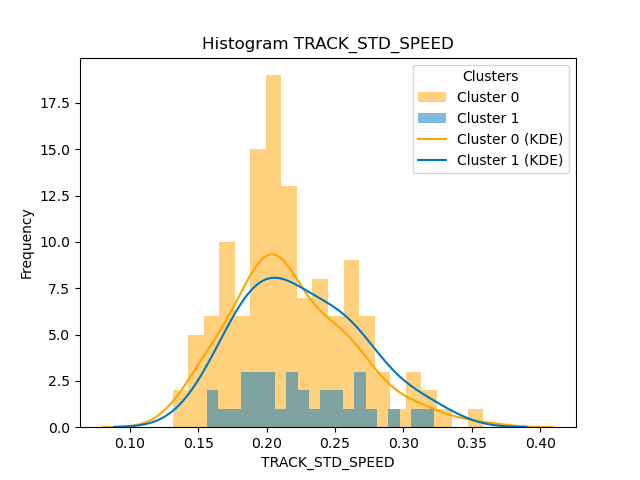 Histogram TRACK_STD_SPEED
Clusters
Cluster 0
Cluster 1
Cluster 0 (KDE)
Cluster 1 (KDE)
Frequency
17.5
15.0
12.5
10.0
7.5
5.0
2.5
0.0
0.10 0.15 0.20 0.25 0.30 0.35 0.40
TRACK_STD_SPEED